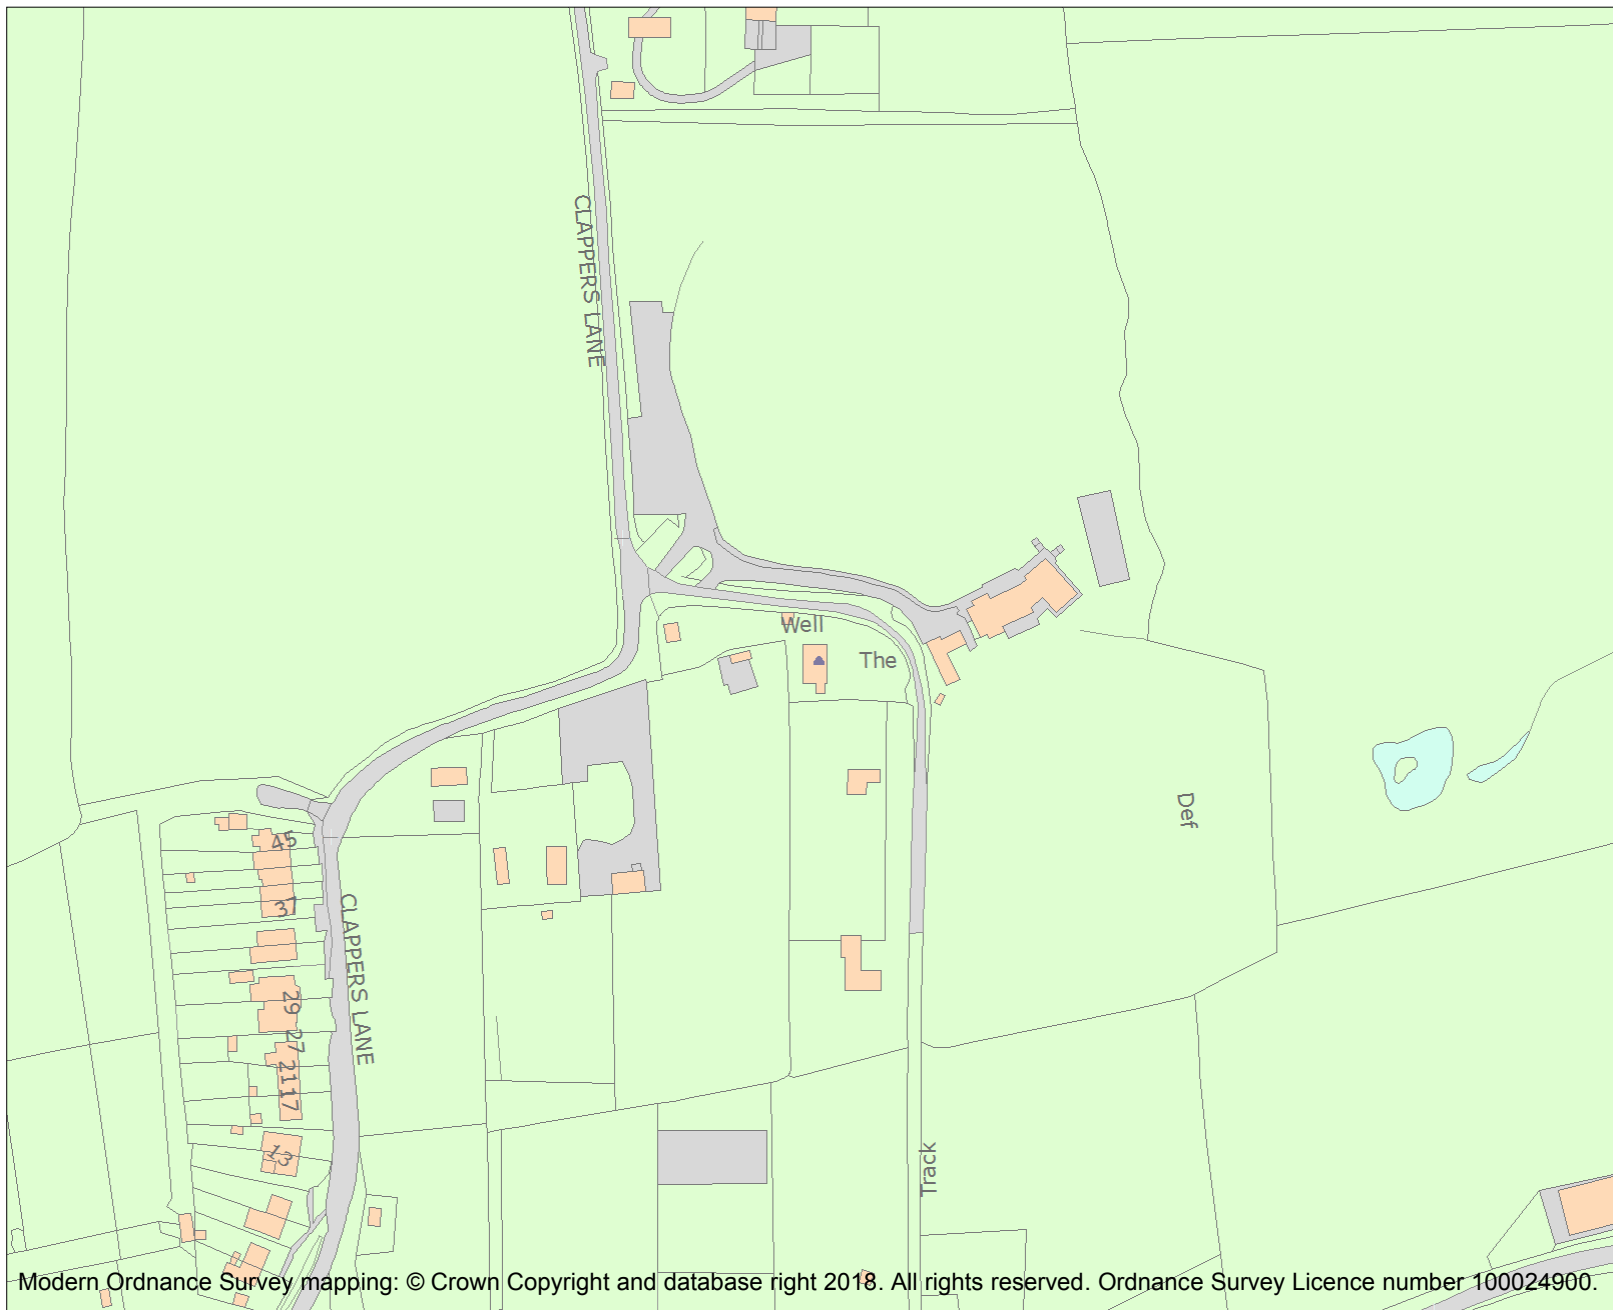 CLAPPERS LANE
Well
The
Def
45
37
CLAPPERS LANE
29
27
21
17
13
Track
Modern Ordnance Survey mapping: © Crown Copyright and database right 2018. All rights reserved. Ordnance Survey Licence number 100024900.